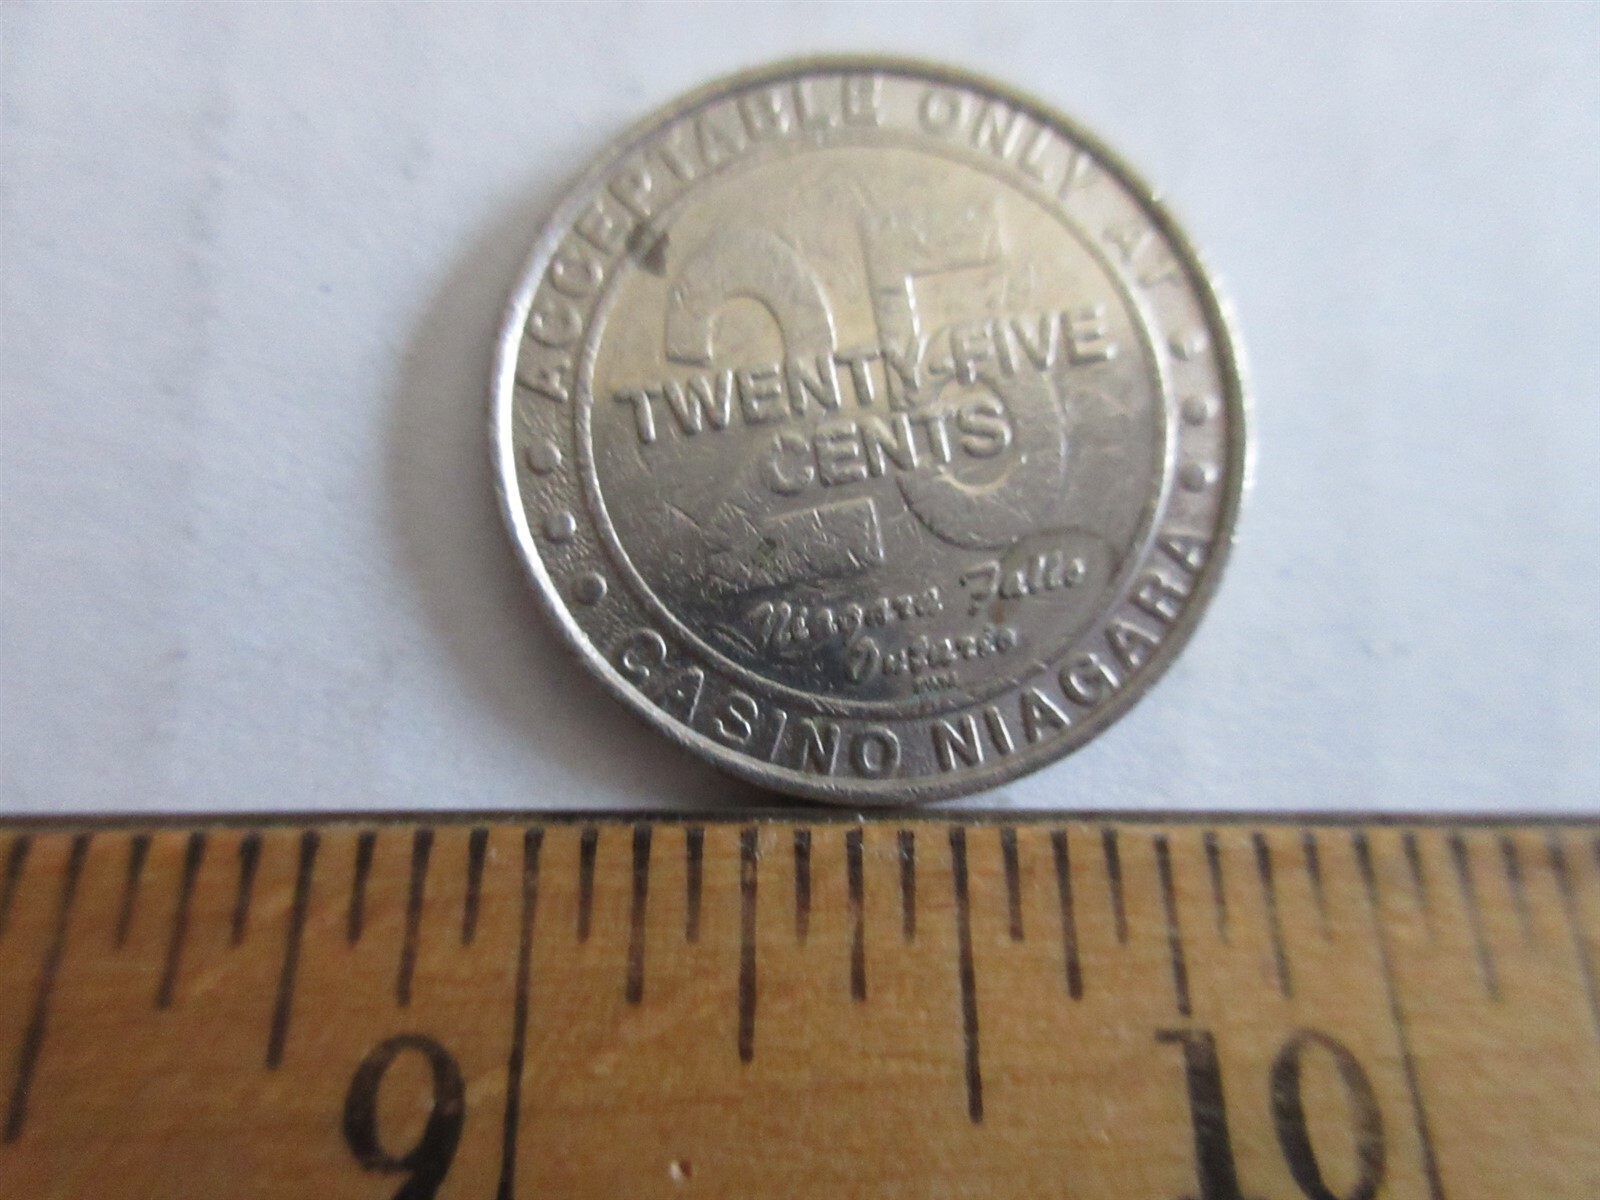 ACCEPTABLE ONLY AT
25
TWENTY-FIVE
CENTS
Niagara Falls
Ontario
CASINO NIAGARA
9
10